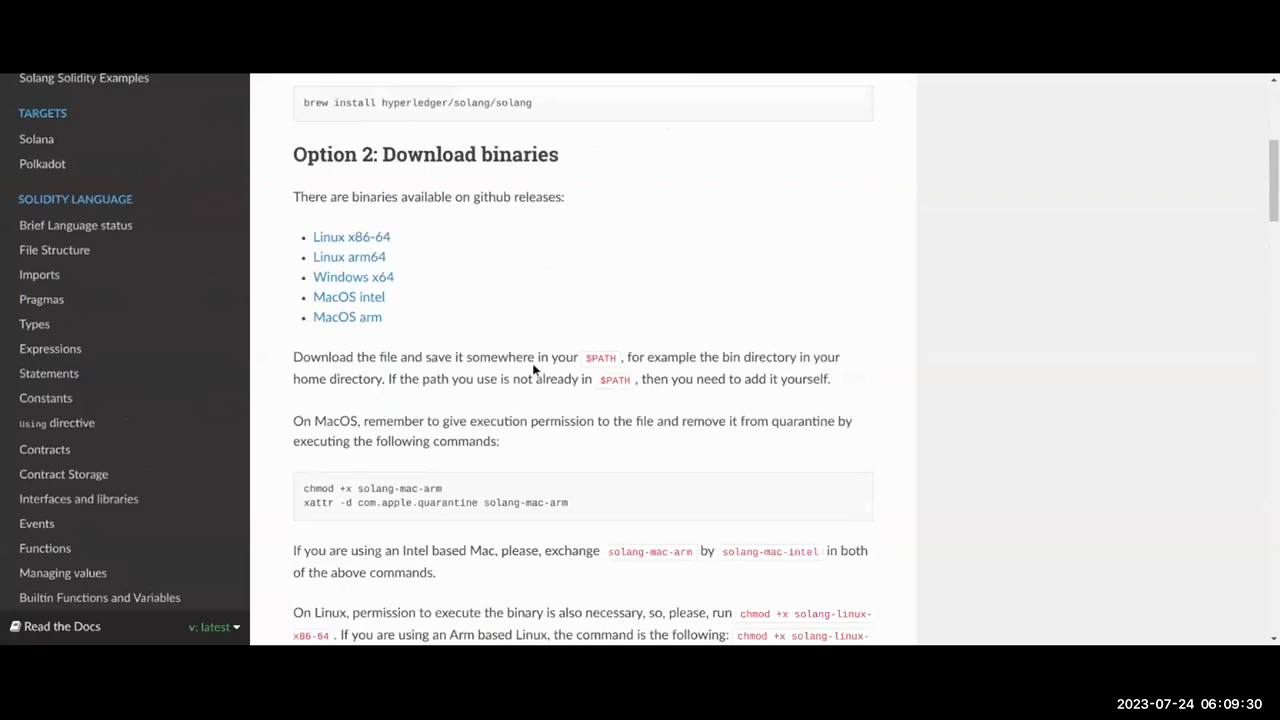 Solang Solidity Examples
TARGETS
Solana
Polkadot
SOLIDITY LANGUAGE
Brief Language status
File Structure
Imports
Pragmas
Types
Expressions
Statements
Constants
using directive
Contracts
Contract Storage
Interfaces and libraries
Events
Functions
Managing values
Builtin Functions and Variables
Read the Docs
v: latest
brew install hyperledger/solang/solang
Option 2: Download binaries
There are binaries available on github releases:
• Linux x86-64
• Linux arm64
• Windows x64
• MacOS intel
• MacOS arm
Download the file and save it somewhere in your $PATH , for example the bin directory in your
home directory. If the path you use is not already in $PATH , then you need to add it yourself.
On MacOS, remember to give execution permission to the file and remove it from quarantine by
executing the following commands:
chmod +x solang-mac-arm
xattr -d com.apple.quarantine solang-mac-arm
If you are using an Intel based Mac, please, exchange solang-mac-arm by solang-mac-intel in both
of the above commands.
On Linux, permission to execute the binary is also necessary, so, please, run chmod +x solang-linux-
x86-64 . If you are using an Arm based Linux, the command is the following: chmod +x solang-linux-
2023-07-24 06:09:30